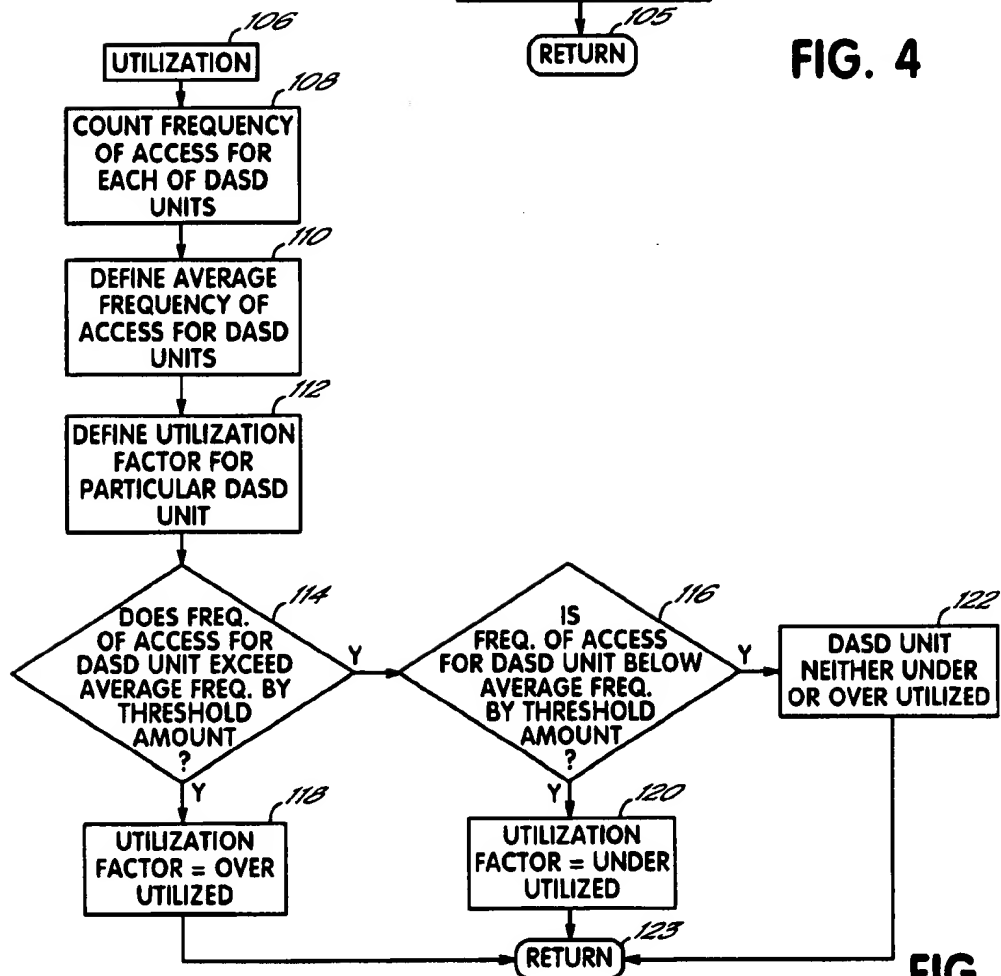 105
RETURN
FIG. 4
106
UTILIZATION
108
COUNT FREQUENCY
OF ACCESS FOR
EACH OF DASD
UNITS
110
DEFINE AVERAGE
FREQUENCY OF
ACCESS FOR DASD
UNITS
112
DEFINE UTILIZATION
FACTOR FOR
PARTICULAR DASD
UNIT
114
DOES FREQ.
OF ACCESS FOR
DASD UNIT EXCEED
AVERAGE FREQ. BY
THRESHOLD
AMOUNT
?
Y
Y
116
IS
FREQ. OF ACCESS
FOR DASD UNIT BELOW
AVERAGE FREQ.
BY THRESHOLD
AMOUNT
?
Y
Y
122
DASD UNIT
NEITHER UNDER
OR OVER UTILIZED
118
UTILIZATION
FACTOR = OVER
UTILIZED
120
UTILIZATION
FACTOR = UNDER
UTILIZED
123
RETURN
FIG